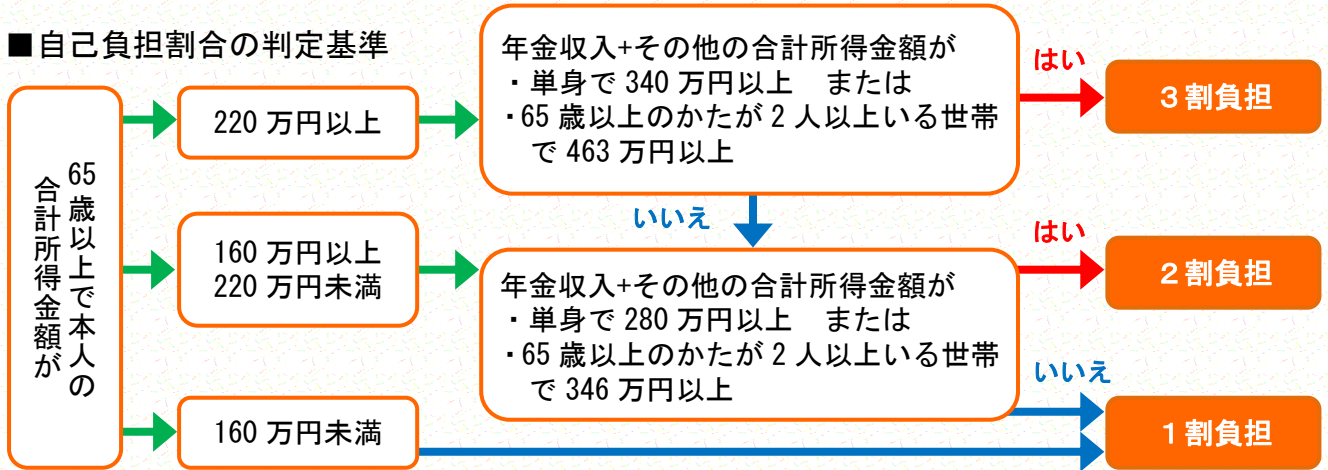 ■自己負担割合の判定基準
65歳以上で本人の
合計所得金額が
220万円以上
年金収入+その他の合計所得金額が
・単身で340万円以上　または
・65歳以上のかたが2人以上いる世帯
で463万円以上
はい
3割負担
いいえ
160万円以上
220万円未満
年金収入+その他の合計所得金額が
・単身で280万円以上　または
・65歳以上のかたが2人以上いる世帯
で346万円以上
はい
2割負担
いいえ
160万円未満
1割負担